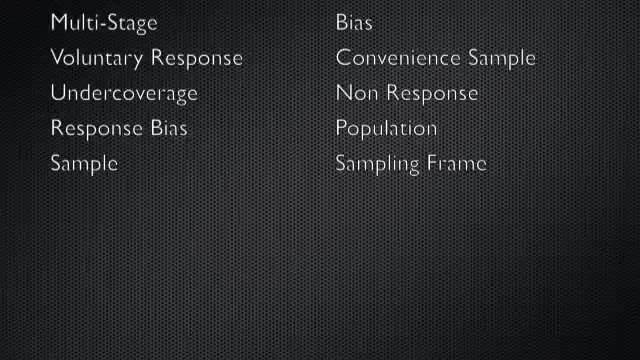 Multi-Stage
Voluntary Response
Undercoverage
Response Bias
Sample
Bias
Convenience Sample
Non Response
Population
Sampling Frame